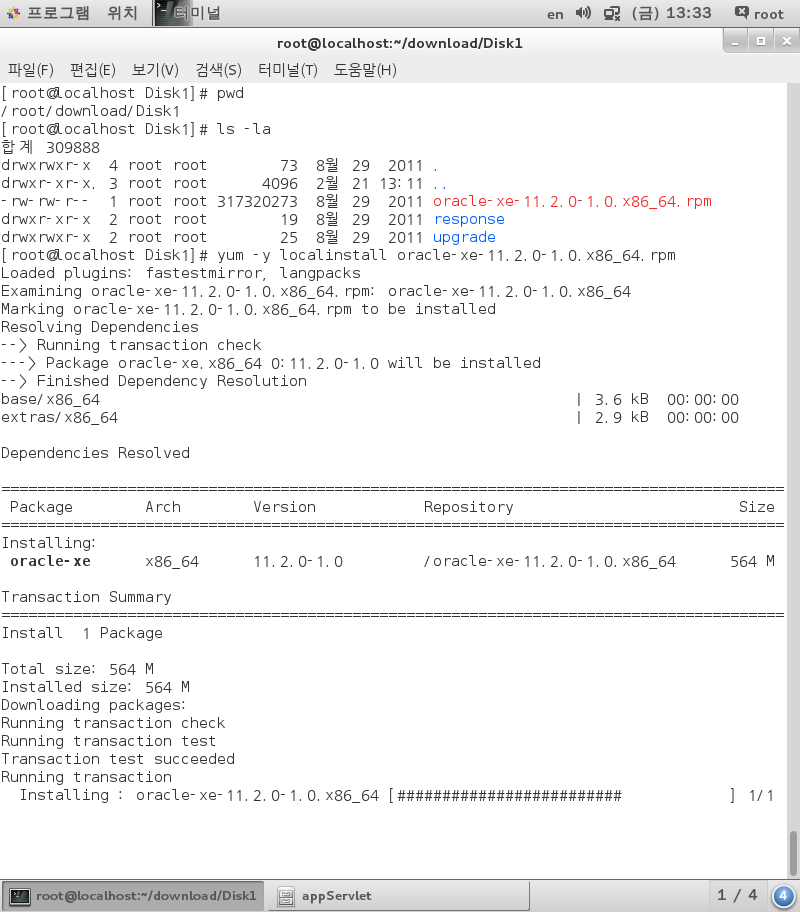 프로그램 위치 터미널 en (금) 13:33 root
root@localhost:~/download/Disk1
파일(F) 편집(E) 보기(V) 검색(S) 터미널(T) 도움말(H)
[root@localhost Disk1]# pwd
/root/download/Disk1
[root@localhost Disk1]# ls -la
합계 309888
drwxrwxr-x 4 root root 73 8월 29 2011 .
drwxr-xr-x. 3 root root 4096 2월 21 13:11 ..
-rw-rw-r-- 1 root root 317320273 8월 29 2011 oracle-xe-11.2.0-1.0.x86_64.rpm
drwxr-xr-x 2 root root 19 8월 29 2011 response
drwxrwxr-x 2 root root 25 8월 29 2011 upgrade
[root@localhost Disk1]# yum -y localinstall oracle-xe-11.2.0-1.0.x86_64.rpm
Loaded plugins: fastestmirror, langpacks
Examining oracle-xe-11.2.0-1.0.x86_64.rpm: oracle-xe-11.2.0-1.0.x86_64
Marking oracle-xe-11.2.0-1.0.x86_64.rpm to be installed
Resolving Dependencies
--> Running transaction check
---> Package oracle-xe.x86_64 0:11.2.0-1.0 will be installed
--> Finished Dependency Resolution
base/x86_64 | 3.6 kB 00:00:00
extras/x86_64 | 2.9 kB 00:00:00
Dependencies Resolved
================================================================================
Package Arch Version Repository Size
================================================================================
Installing:
oracle-xe x86_64 11.2.0-1.0 /oracle-xe-11.2.0-1.0.x86_64 564 M
Transaction Summary
================================================================================
Install 1 Package
Total size: 564 M
Installed size: 564 M
Downloading packages:
Running transaction check
Running transaction test
Transaction test succeeded
Running transaction
Installing : oracle-xe-11.2.0-1.0.x86_64 [######################### ] 1/1
root@localhost:~/download/Disk1 appServlet 1 / 4 4